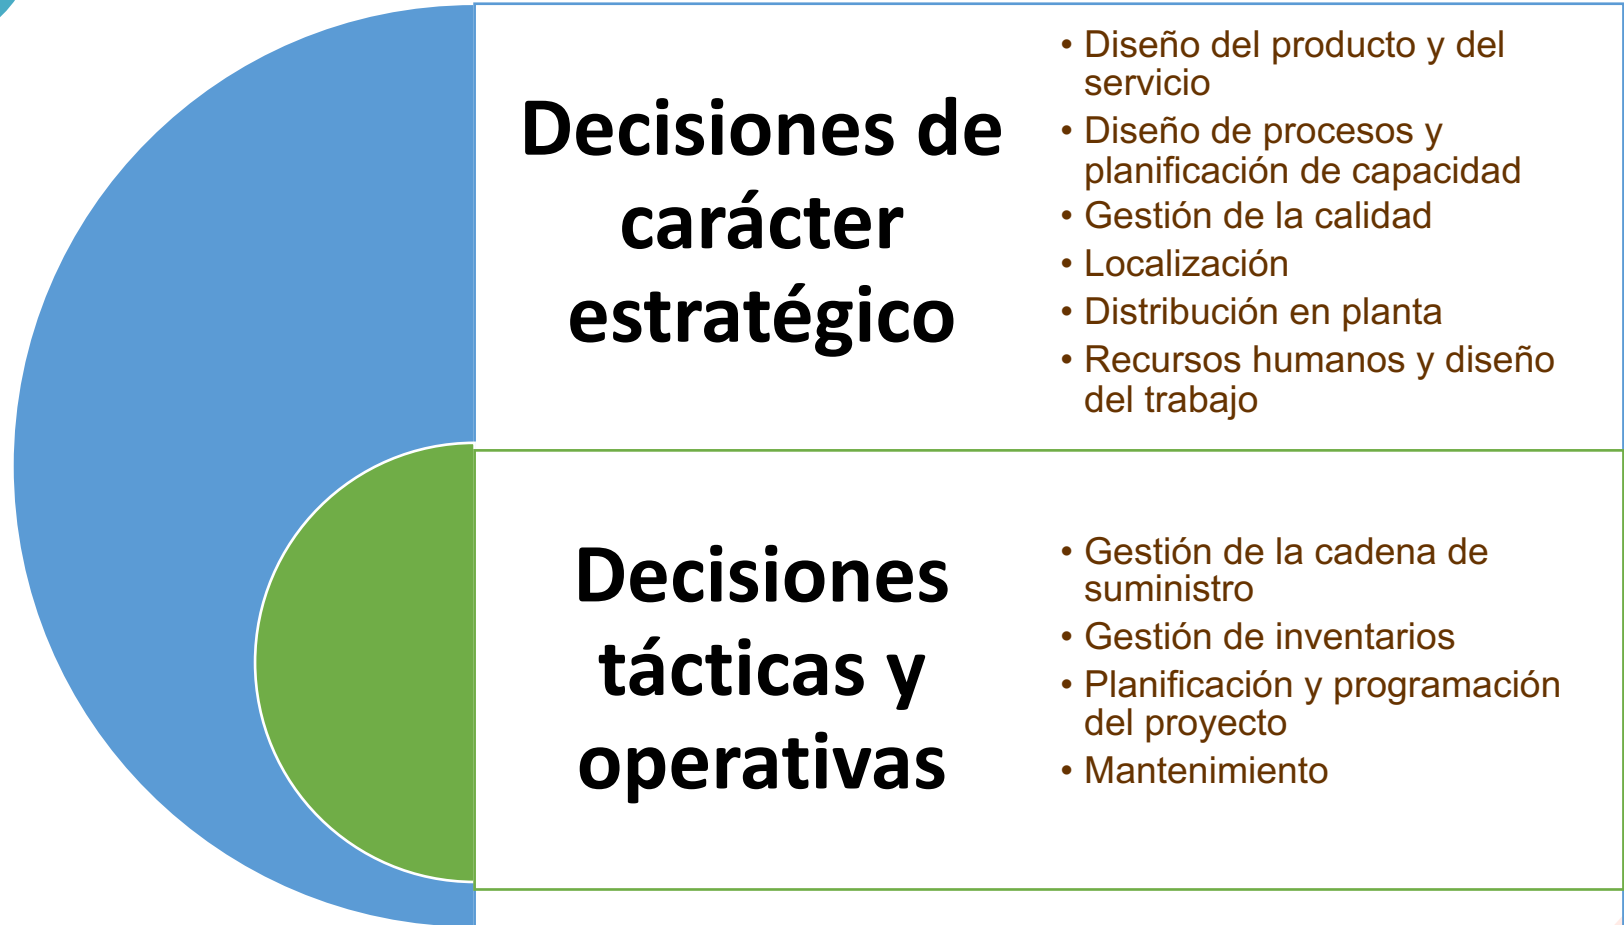 Decisiones de
carácter
estratégico
• Diseño del producto y del
servicio
• Diseño de procesos y
planificación de capacidad
• Gestión de la calidad
• Localización
• Distribución en planta
• Recursos humanos y diseño
del trabajo
Decisiones
tácticas y
operativas
• Gestión de la cadena de
suministro
• Gestión de inventarios
• Planificación y programación
del proyecto
• Mantenimiento